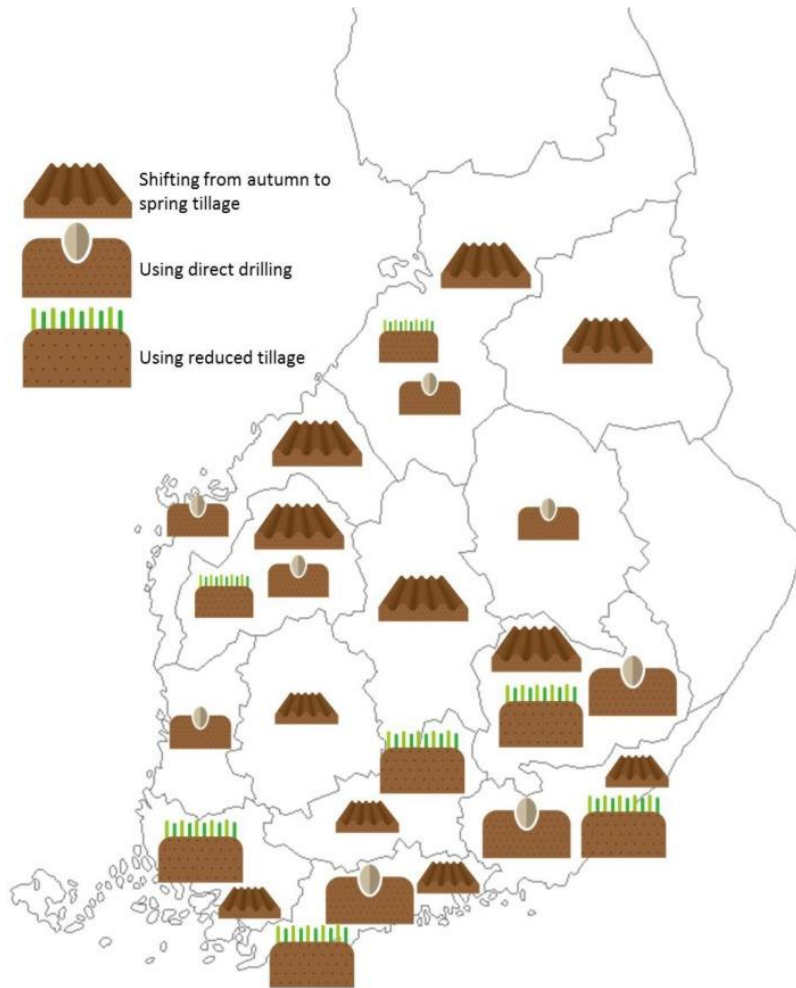 Shifting from autumn to
spring tillage
Using direct drilling
Using reduced tillage